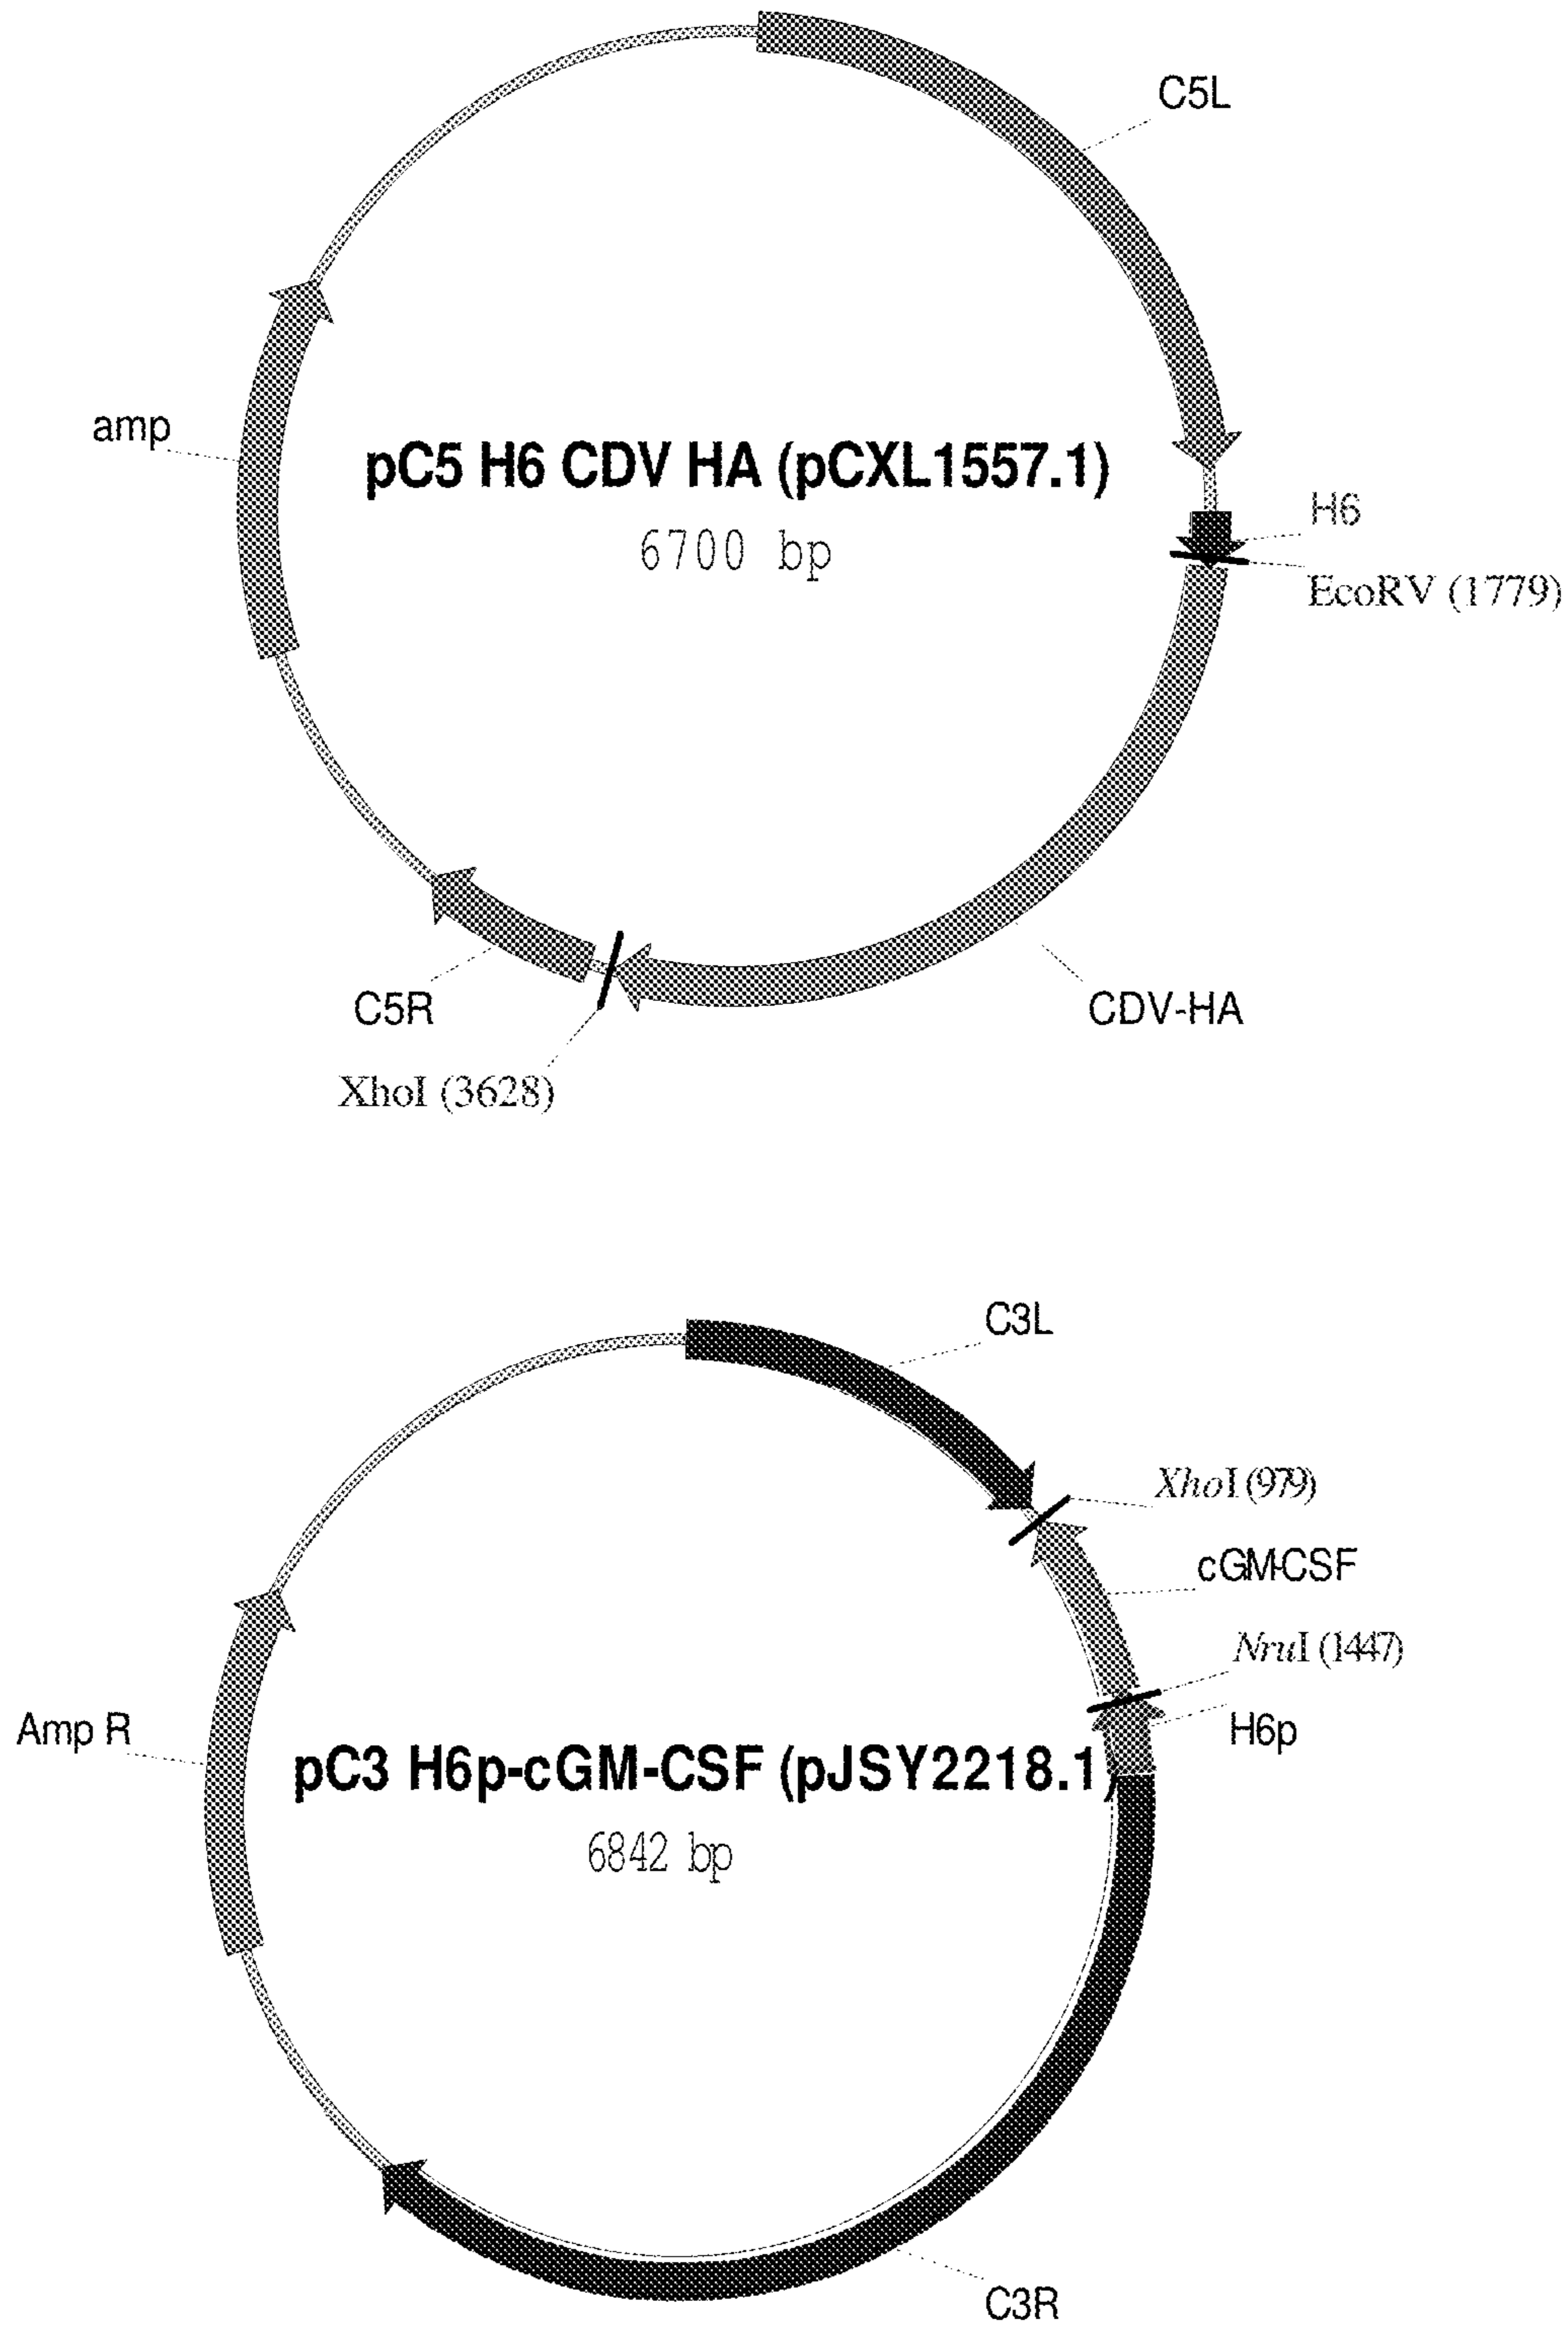 C5L
amp
pC5 H6 CDV HA (pCXL1557.1)
6700 bp
H6
EcoRV (1779)
C5R
CDV-HA
XhoI (3628)
C3L
XhoI (979)
cGM-CSF
NruI (1447)
Amp R
H6p
pC3 H6p-cGM-CSF (pJSY2218.1)
6842 bp
C3R